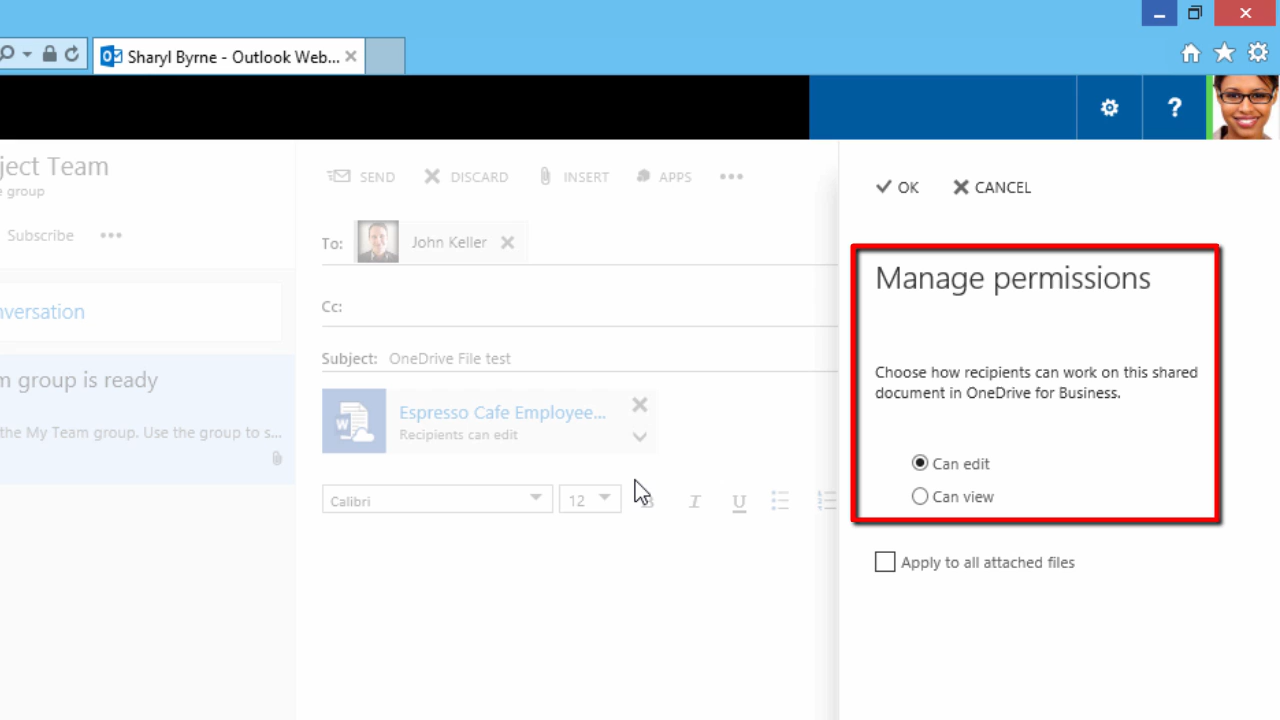 Sharyl Byrne - Outlook Web...
?
ject Team
e group
Subscribe
nversation
m group is ready
the My Team group. Use the group to s...
SEND DISCARD INSERT APPS
To: John Keller
Cc:
Subject: OneDrive File test
Espresso Cafe Employee...
Recipients can edit
Calibri 12 B I U
OK CANCEL
Manage permissions
Choose how recipients can work on this shared
document in OneDrive for Business.
Can edit
Can view
Apply to all attached files